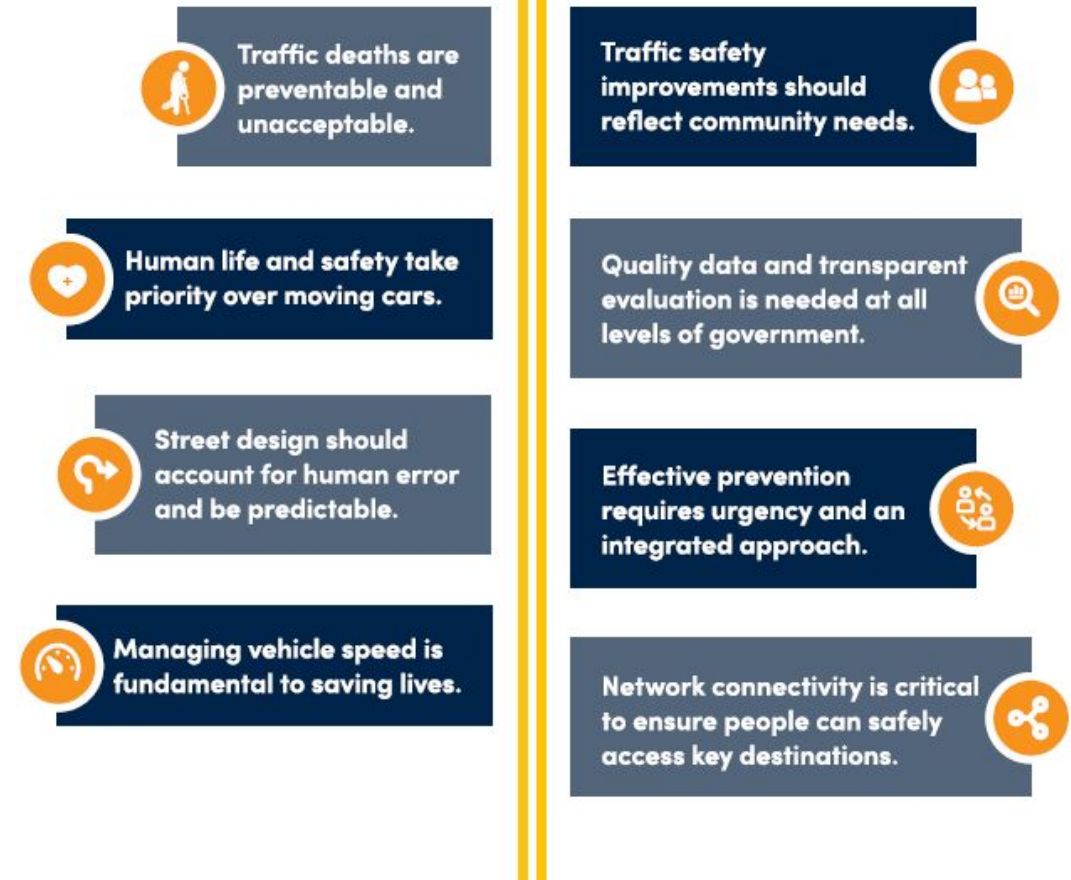 Traffic deaths are
preventable and
unacceptable.
Human life and safety take
priority over moving cars.
Street design should
account for human error
and be predictable.
Managing vehicle speed is
fundamental to saving lives.
Traffic safety
improvements should
reflect community needs.
Quality data and transparent
evaluation is needed at all
levels of government.
Effective prevention
requires urgency and an
integrated approach.
Network connectivity is critical
to ensure people can safely
access key destinations.